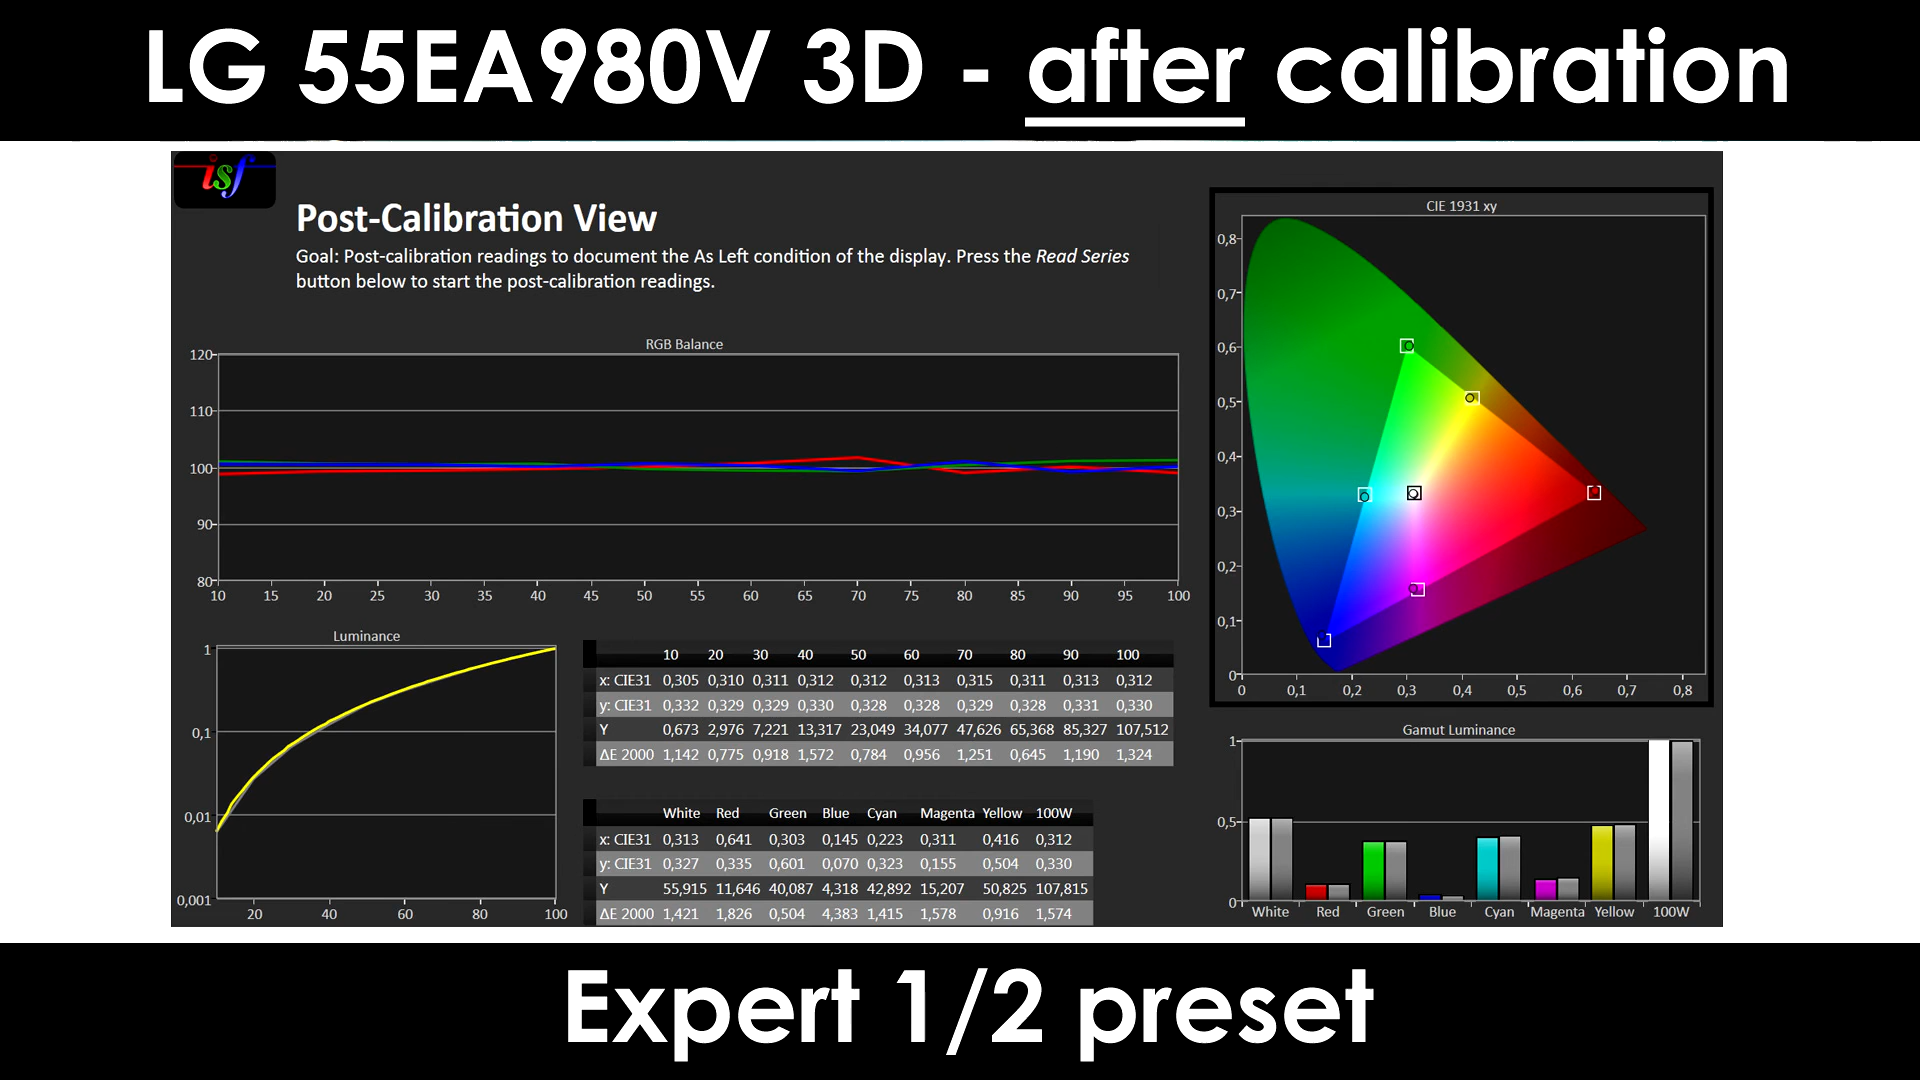 LG 55EA980V 3D - after calibration
isf
Post-Calibration View
Goal: Post-calibration readings to document the As Left condition of the display. Press the Read Series
button below to start the post-calibration readings.
RGB Balance
120
110
100
90
80
10 15 20 25 30 35 40 45 50 55 60 65 70 75 80 85 90 95 100
CIE 1931 xy
0,8
0,7
0,6
0,5
0,4
0,3
0,2
0,1
0
0 0,1 0,2 0,3 0,4 0,5 0,6 0,7 0,8
Luminance
1
0,1
0,01
0,001
20 40 60 80 100
10 20 30 40 50 60 70 80 90 100
x: CIE31 0,305 0,310 0,311 0,312 0,312 0,313 0,315 0,311 0,313 0,312
y: CIE31 0,332 0,329 0,329 0,330 0,328 0,328 0,329 0,328 0,331 0,330
Y 0,673 2,976 7,221 13,317 23,049 34,077 47,626 65,368 85,327 107,512
ΔE 2000 1,142 0,775 0,918 1,572 0,784 0,956 1,251 0,645 1,190 1,324
White Red Green Blue Cyan Magenta Yellow 100W
x: CIE31 0,313 0,641 0,303 0,145 0,223 0,311 0,416 0,312
y: CIE31 0,327 0,335 0,601 0,070 0,323 0,155 0,504 0,330
Y 55,915 11,646 40,087 4,318 42,892 15,207 50,825 107,815
ΔE 2000 1,421 1,826 0,504 4,383 1,415 1,578 0,916 1,574
Gamut Luminance
1
0,5
0
White Red Green Blue Cyan Magenta Yellow 100W
Expert 1/2 preset